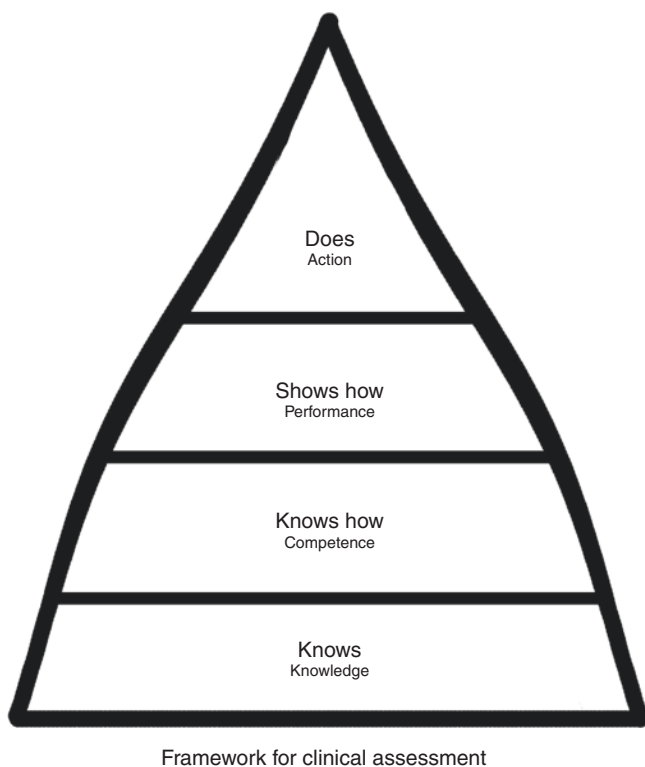 Does
Action
Shows how
Performance
Knows how
Competence
Knows
Knowledge
Framework for clinical assessment